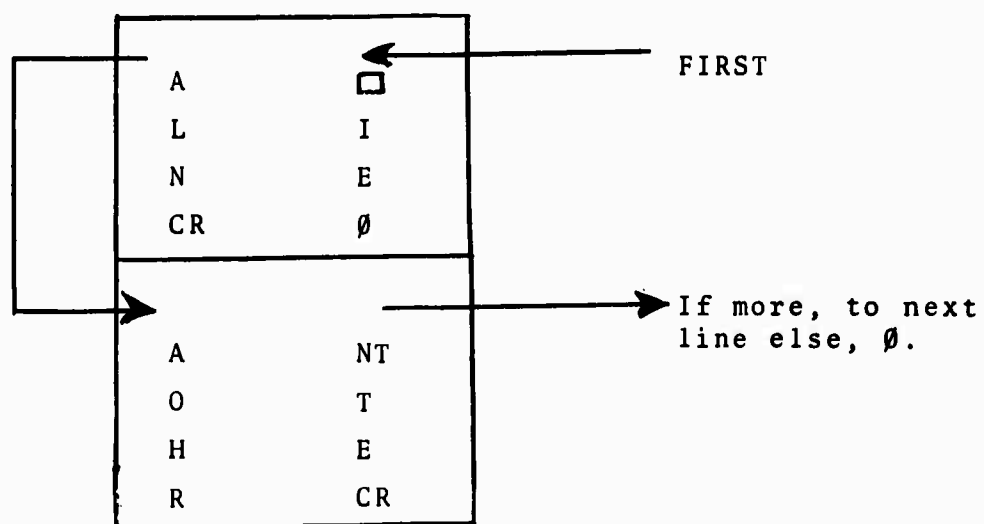 FIRST
A □
L I
N E
CR Ø
If more, to next
line else, Ø.
A NT
O T
H E
R CR